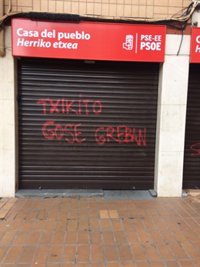 Casa del pueblo
Herriko etxea
PSE-EE
PSOE
TXIKITO
GOSE GREBAN